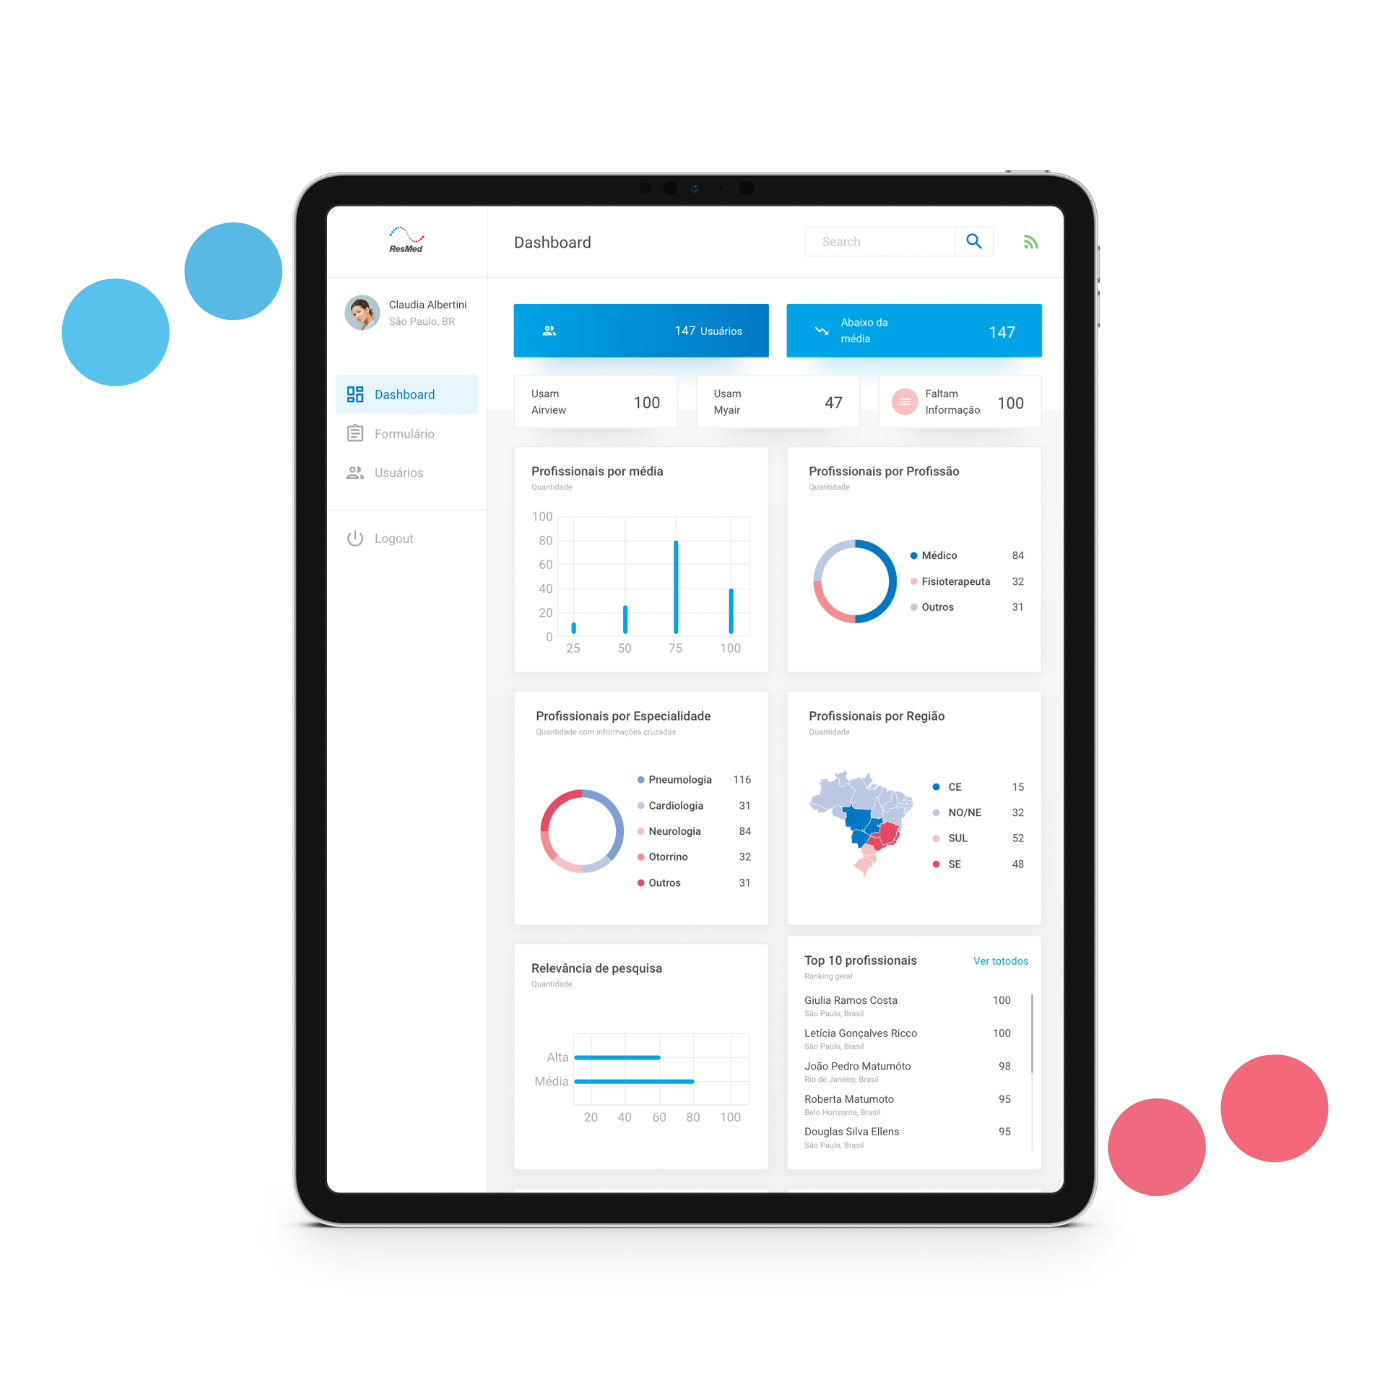 ResMed
Dashboard
Search
Claudia Albertini
São Paulo, BR
Dashboard
Formulário
Usuários
Logout
147 Usuários
Abaixo da
média
147
Usam
Airview
100
Usam
Myair
47
Faltam
Informação
100
Profissionais por média
Quantidade
100
80
60
40
20
0
25 50 75 100
Profissionais por Profissão
Quantidade
Médico 84
Fisioterapeuta 32
Outros 31
Profissionais por Especialidade
Quantidade com informações cruzadas
Pneumologia 116
Cardiologia 31
Neurologia 84
Otorrino 32
Outros 31
Profissionais por Região
Quantidade
CE 15
NO/NE 32
SUL 52
SE 48
Relevância de pesquisa
Quantidade
Alta
Média
20 40 60 80 100
Top 10 profissionais Ver totodos
Ranking geral
Giulia Ramos Costa 100
São Paulo, Brasil
Letícia Gonçalves Ricco 100
São Paulo, Brasil
João Pedro Matumóto 98
Rio de Janeiro, Brasil
Roberta Matumoto 95
Belo Horizonte, Brasil
Douglas Silva Ellens 95
São Paulo, Brasil